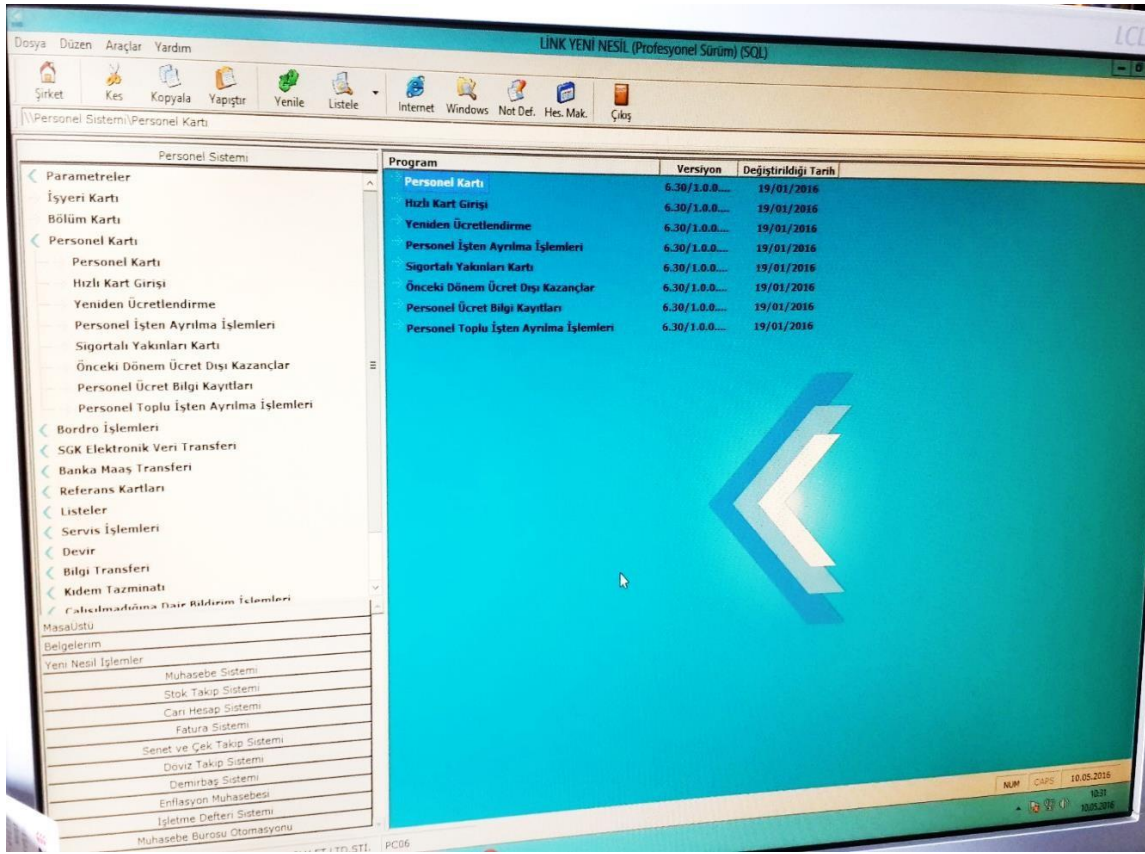 LCL
LİNK YENİ NESİL (Profesyonel Sürüm) (SQL)
Dosya Düzen Araçlar Yardım
Şirket Kes Kopyala Yapıştır Yenile Listele Internet Windows Not Def. Hes. Mak. Çıkış
\\Personel Sistemi\Personel Kartı
Personel Sistemi
Parametreler
İşyeri Kartı
Bölüm Kartı
Personel Kartı
Personel Kartı
Hızlı Kart Girişi
Yeniden Ücretlendirme
Personel İşten Ayrılma İşlemleri
Sigortalı Yakınları Kartı
Önceki Dönem Ücret Dışı Kazançlar
Personel Ücret Bilgi Kayıtları
Personel Toplu İşten Ayrılma İşlemleri
Bordro İşlemleri
SGK Elektronik Veri Transferi
Banka Maaş Transferi
Referans Kartları
Listeler
Servis İşlemleri
Devir
Bilgi Transferi
Kıdem Tazminatı
Çalışılmadığına Dair Bildirim İşlemleri
MasaÜstü
Belgelerim
Yeni Nesil İşlemler
Muhasebe Sistemi
Stok Takip Sistemi
Cari Hesap Sistemi
Fatura Sistemi
Senet ve Çek Takip Sistemi
Döviz Takip Sistemi
Demirbaş Sistemi
Enflasyon Muhasebesi
İşletme Defteri Sistemi
Muhasebe Bürosu Otomasyonu
Program Versiyon Değiştirildiği Tarih
Personel Kartı 6.30/1.0.0.... 19/01/2016
Hızlı Kart Girişi 6.30/1.0.0.... 19/01/2016
Yeniden Ücretlendirme 6.30/1.0.0.... 19/01/2016
Personel İşten Ayrılma İşlemleri 6.30/1.0.0.... 19/01/2016
Sigortalı Yakınları Kartı 6.30/1.0.0.... 19/01/2016
Önceki Dönem Ücret Dışı Kazançlar 6.30/1.0.0.... 19/01/2016
Personel Ücret Bilgi Kayıtları 6.30/1.0.0.... 19/01/2016
Personel Toplu İşten Ayrılma İşlemleri 6.30/1.0.0.... 19/01/2016
NUM CAPS 10.05.2016
10:31
10.05.2016
LTD STİ. PC06